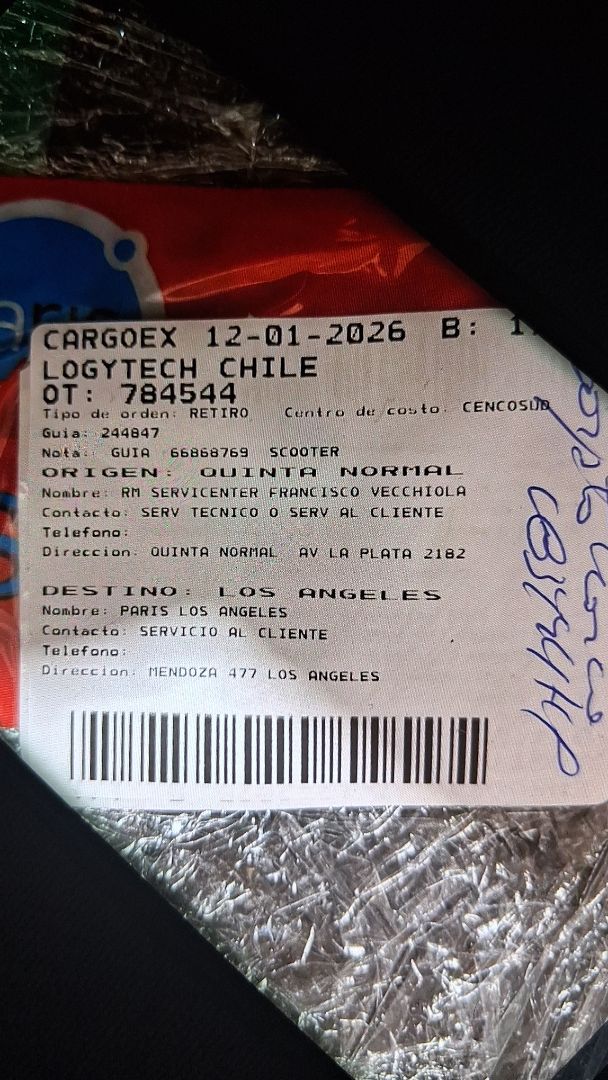 CARGOEX 12-01-2026 B: 1
LOGYTECH CHILE
OT: 784544
Tipo de orden: RETIRO Centro de costo: CENCOSUD
Guia: 244847
Nota: GUIA 66868769 SCOOTER
ORIGEN: QUINTA NORMAL
Nombre: RM SERVICENTER FRANCISCO VECCHIOLA
Contacto: SERV TECNICO O SERV AL CLIENTE
Telefono:
Direccion: QUINTA NORMAL AV LA PLATA 2182
DESTINO: LOS ANGELES
Nombre: PARIS LOS ANGELES
Contacto: SERVICIO AL CLIENTE
Telefono:
Direccion: MENDOZA 477 LOS ANGELES